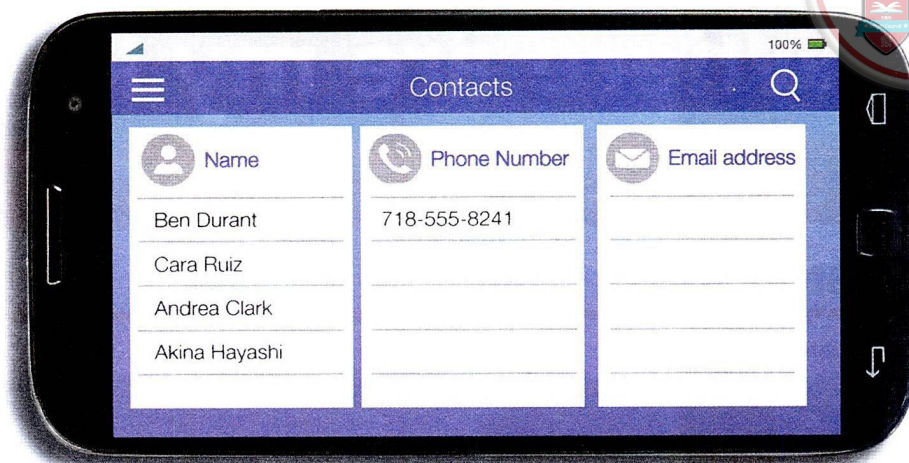 100%
Contacts
Name
Phone Number
Email address
Ben Durant
718-555-8241
Cara Ruiz
Andrea Clark
Akina Hayashi